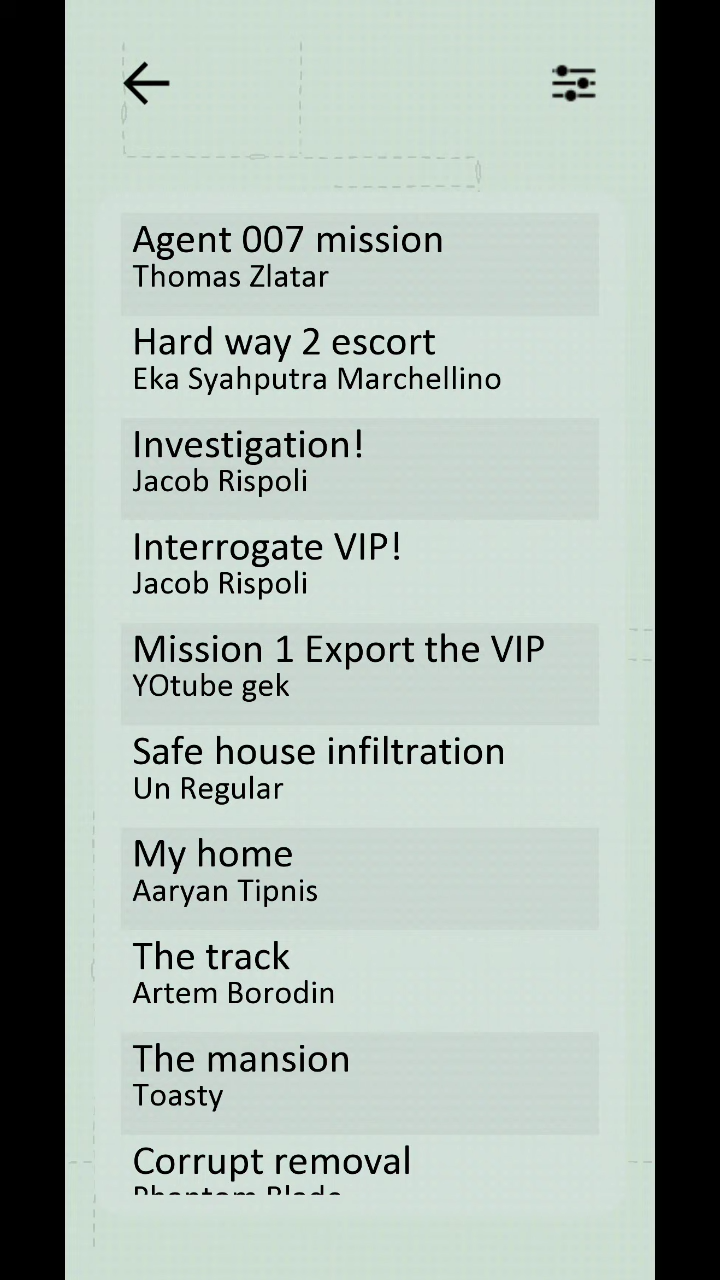 Agent 007 mission
Thomas Zlatar
Hard way 2 escort
Eka Syahputra Marchellino
Investigation!
Jacob Rispoli
Interrogate VIP!
Jacob Rispoli
Mission 1 Export the VIP
YOtube gek
Safe house infiltration
Un Regular
My home
Aaryan Tipnis
The track
Artem Borodin
The mansion
Toasty
Corrupt removal
Phantom Blade